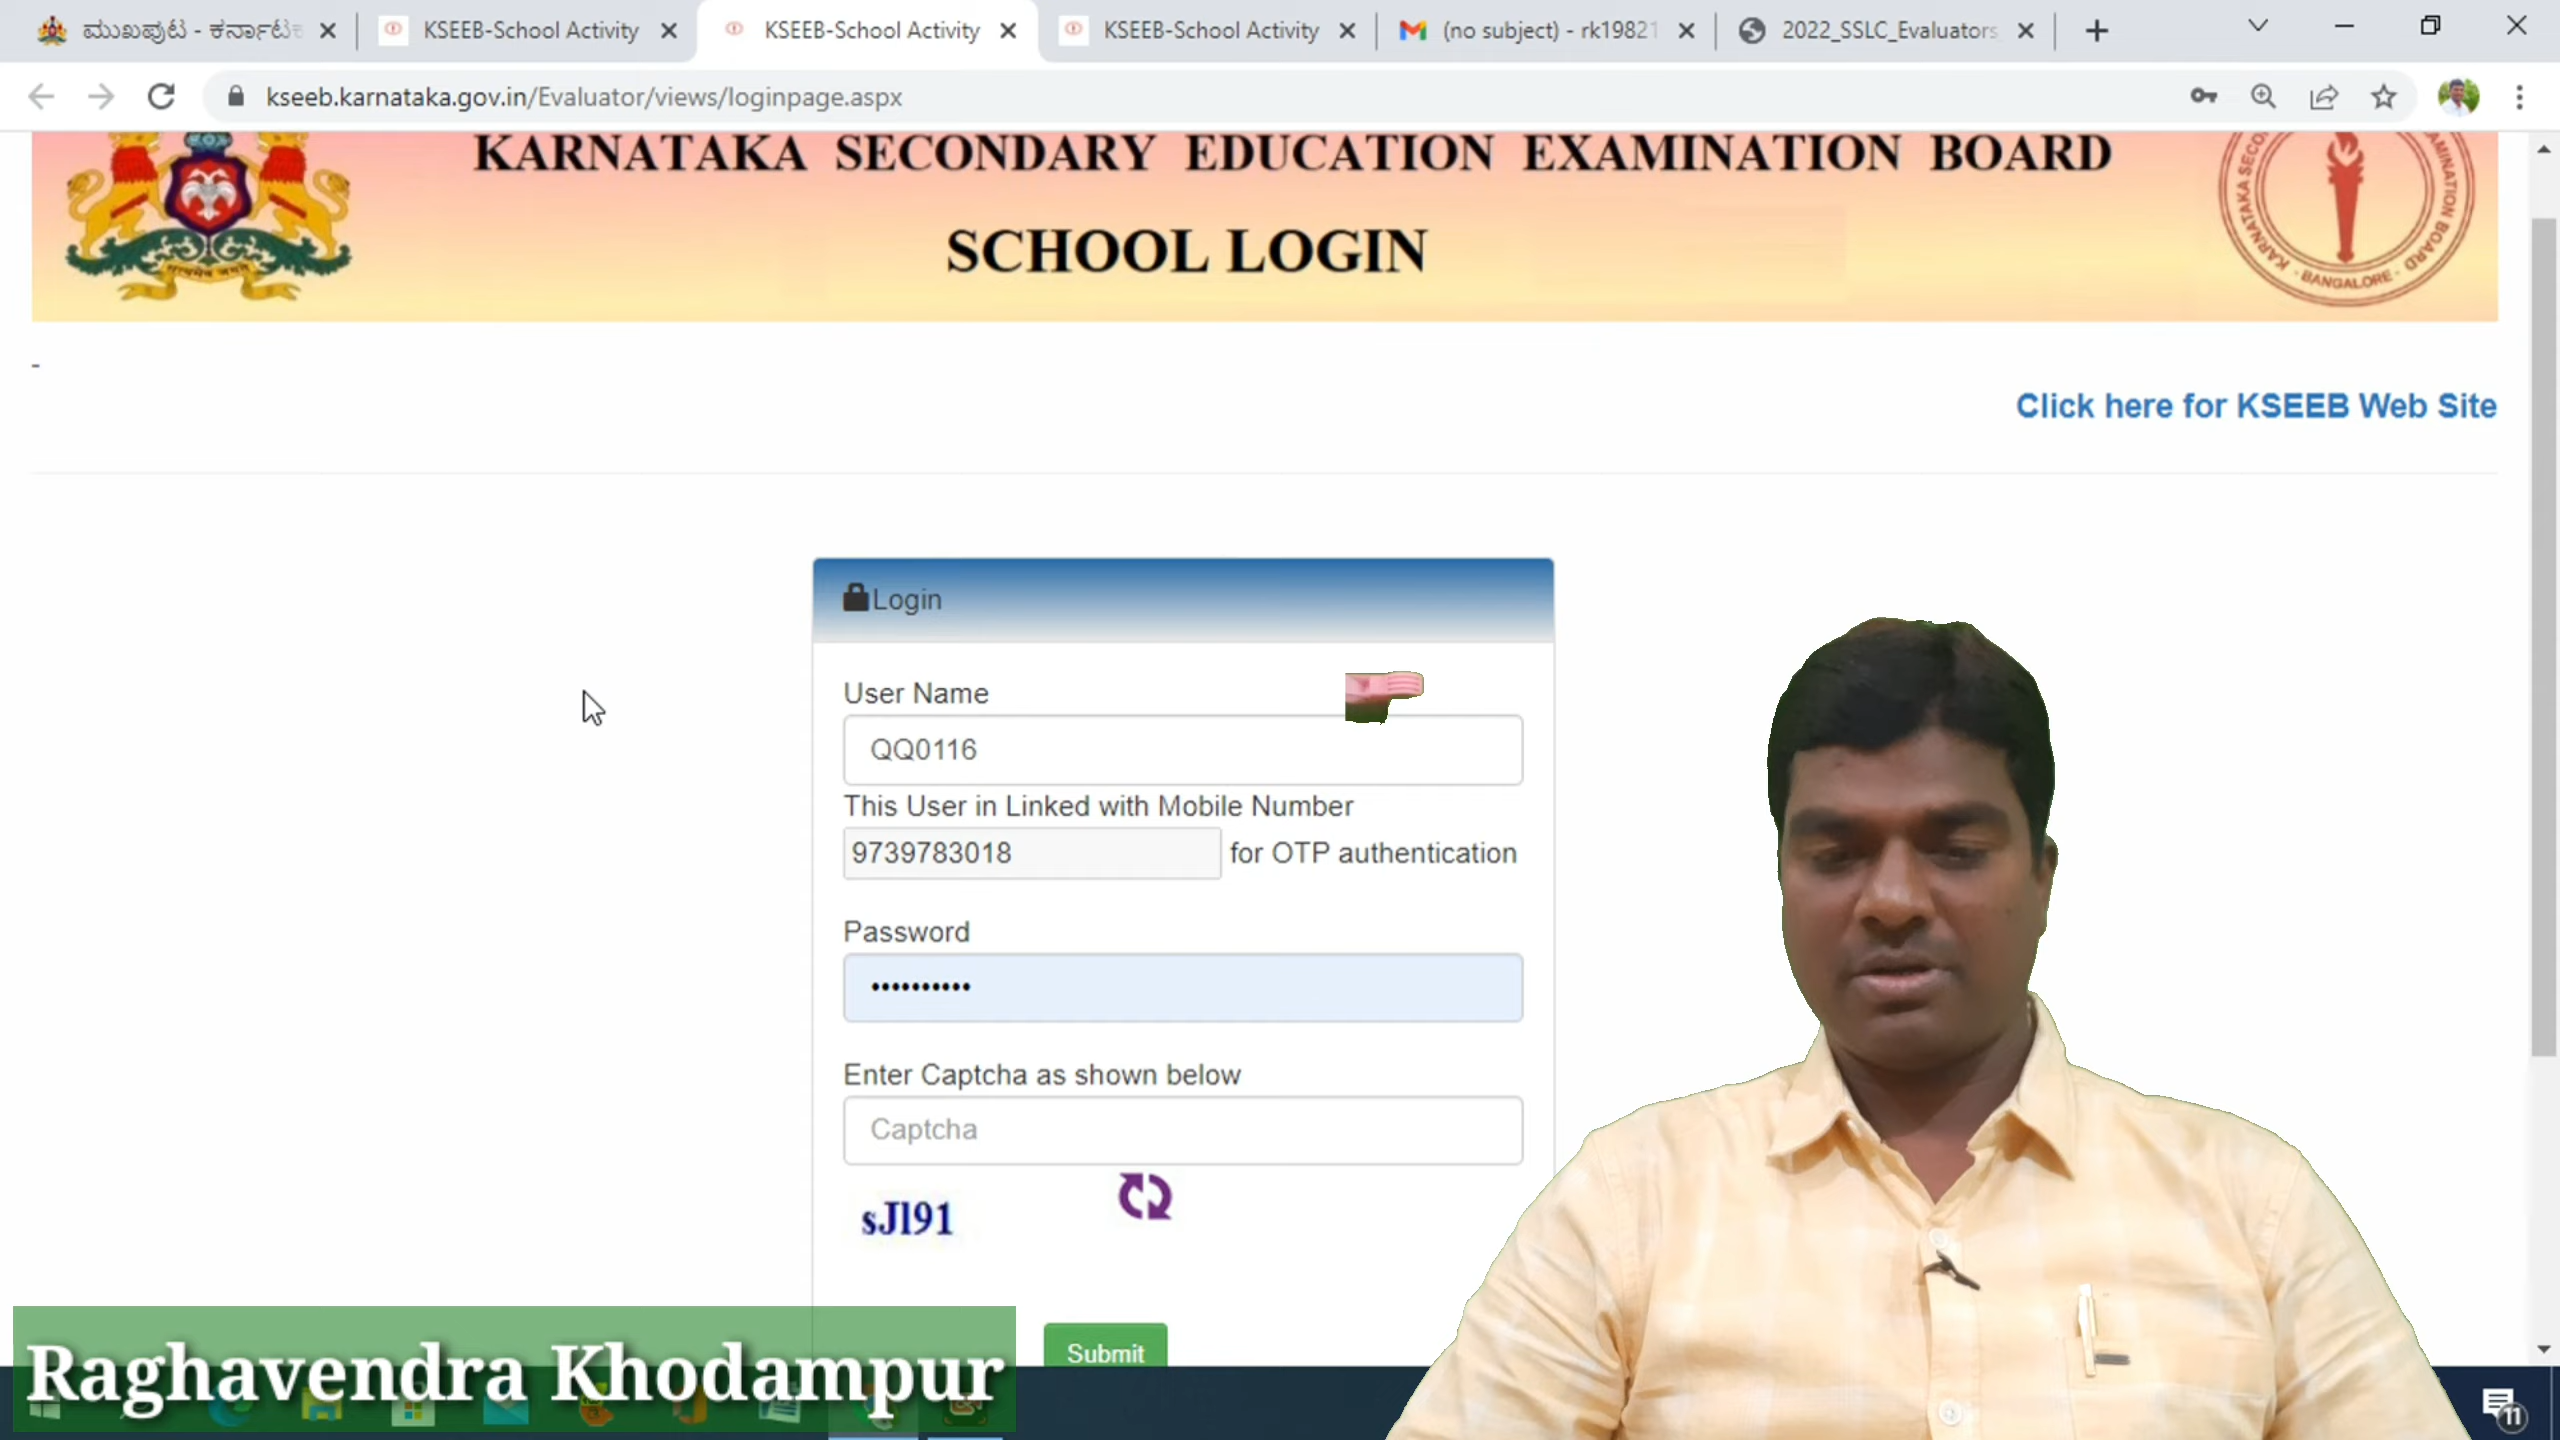 ಮುಖಪುಟ - ಕರ್ನಾಟಕ
KSEEB-School Activity
KSEEB-School Activity
KSEEB-School Activity
(no subject) - rk19821
2022_SSLC_Evaluators
kseeb.karnataka.gov.in/Evaluator/views/loginpage.aspx
KARNATAKA SECONDARY EDUCATION EXAMINATION BOARD
SCHOOL LOGIN
BANGALORE
-
Click here for KSEEB Web Site
Login
User Name
QQ0116
This User in Linked with Mobile Number
9739783018 for OTP authentication
Password
••••••••••
Enter Captcha as shown below
Captcha
sJl91
Submit
Raghavendra Khodampur
11